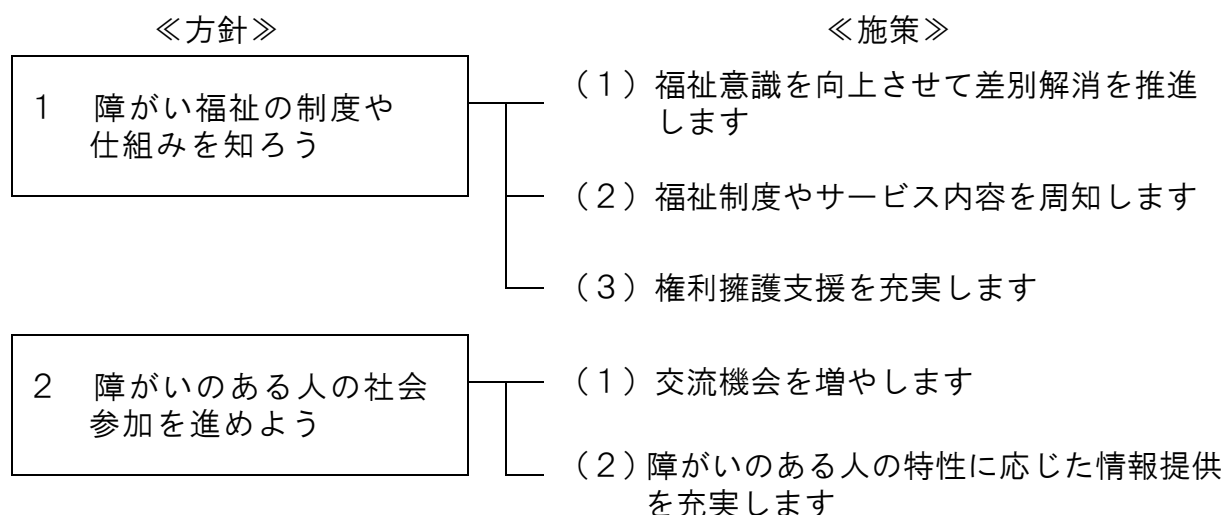 ≪方針≫
≪施策≫
1 障がい福祉の制度や
仕組みを知ろう
(1)福祉意識を向上させて差別解消を推進
します
(2)福祉制度やサービス内容を周知します
(3)権利擁護支援を充実します
2 障がいのある人の社会
参加を進めよう
(1)交流機会を増やします
(2)障がいのある人の特性に応じた情報提供
を充実します